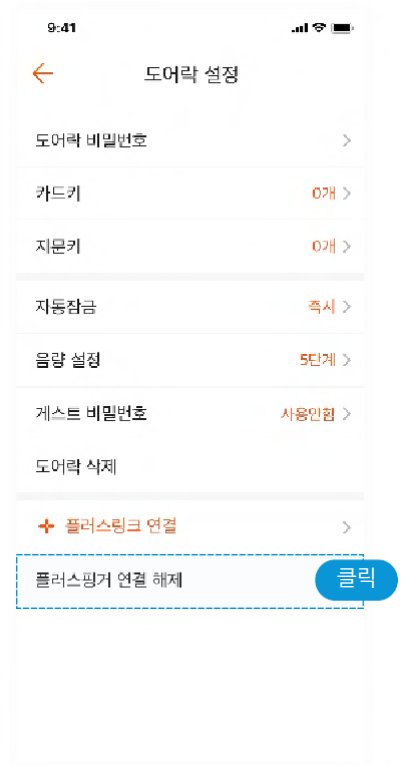 9:41
도어락 설정
도어락 비밀번호
카드키 0개
지문키 0개
자동잠금 즉시
음량 설정 5단계
게스트 비밀번호 사용안함
도어락 삭제
플러스링크 연결
플러스핑거 연결 해제 클릭